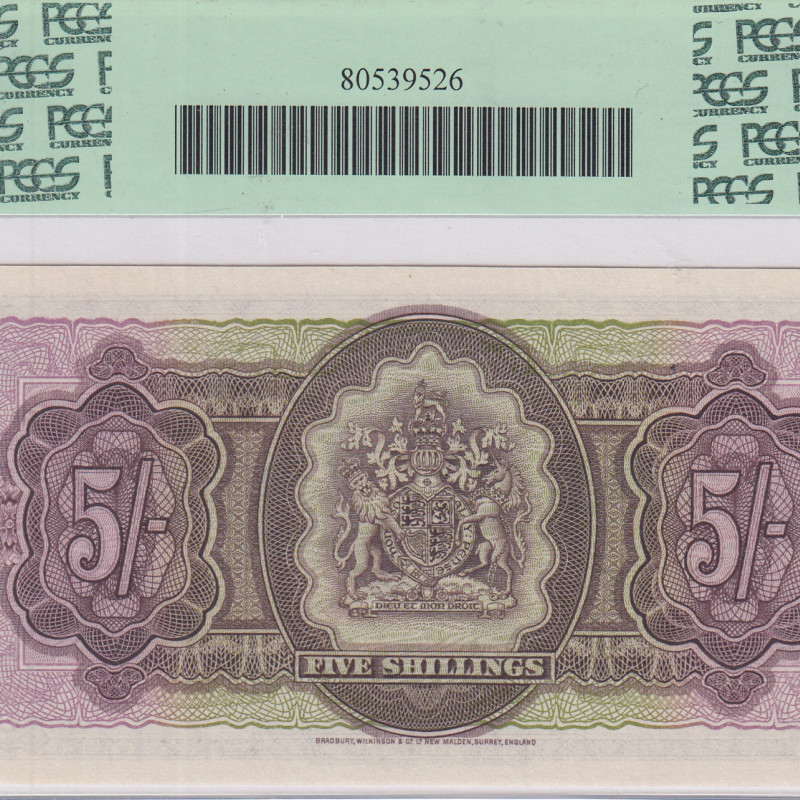 PCGS CURRENCY
80539526
5/-
5/-
DIEU ET MON DROIT
FIVE SHILLINGS
BRADBURY, WILKINSON & Co. LD NEW MALDEN, SURREY, ENGLAND